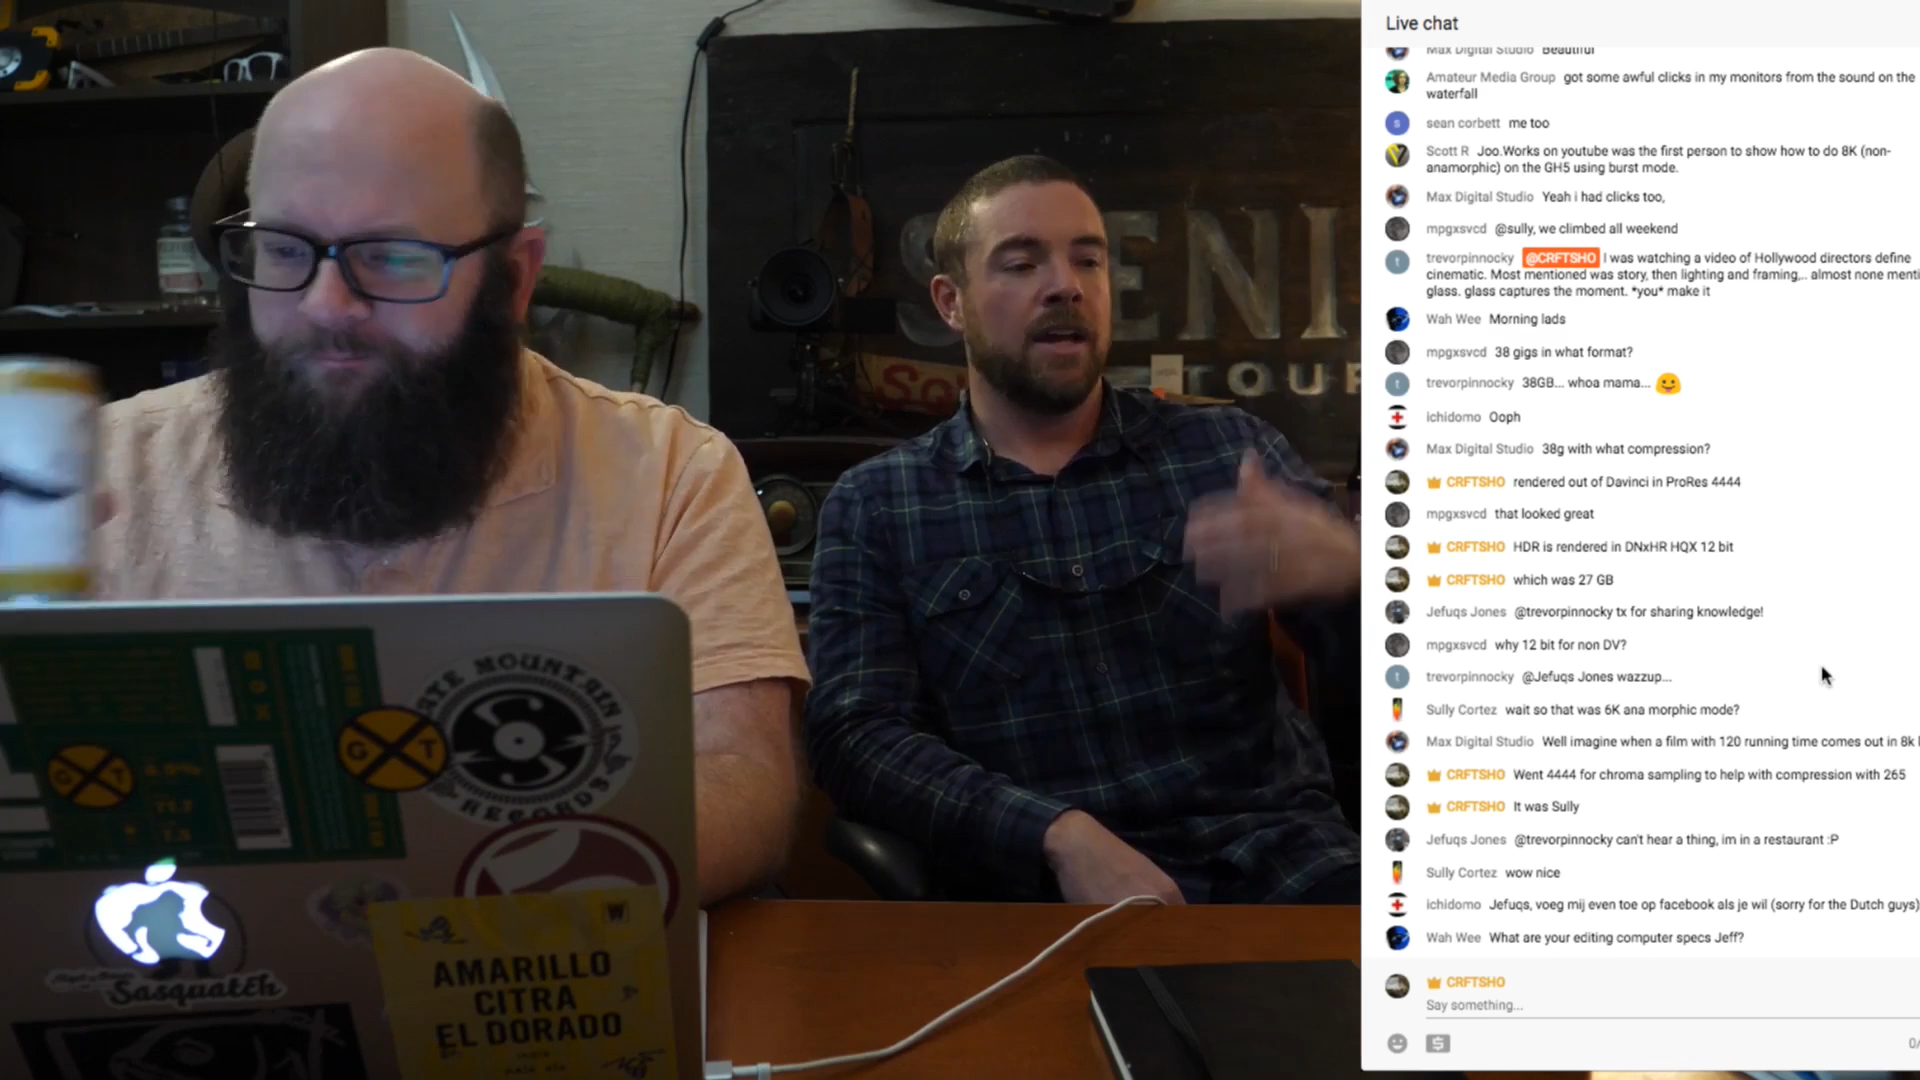 Live chat
Max Digital Studio Beautiful
Amateur Media Group got some awful clicks in my monitors from the sound on the
waterfall
s sean corbett me too
Scott R Joo.Works on youtube was the first person to show how to do 8K (non-
anamorphic) on the GH5 using burst mode.
Max Digital Studio Yeah i had clicks too,
mpgxsvcd @sully, we climbed all weekend
t trevorpinnocky @CRFTSHO I was watching a video of Hollywood directors define
cinematic. Most mentioned was story, then lighting and framing,.. almost none menti
glass. glass captures the moment. *you* make it
Wah Wee Morning lads
mpgxsvcd 38 gigs in what format?
t trevorpinnocky 38GB... whoa mama... 😛
ichidomo Ooph
Max Digital Studio 38g with what compression?
CRFTSHO rendered out of Davinci in ProRes 4444
mpgxsvcd that looked great
CRFTSHO HDR is rendered in DNxHR HQX 12 bit
CRFTSHO which was 27 GB
Jefuqs Jones @trevorpinnocky tx for sharing knowledge!
mpgxsvcd why 12 bit for non DV?
t trevorpinnocky @Jefuqs Jones wazzup...
Sully Cortez wait so that was 6K ana morphic mode?
Max Digital Studio Well imagine when a film with 120 running time comes out in 8k
CRFTSHO Went 4444 for chroma sampling to help with compression with 265
CRFTSHO It was Sully
Jefuqs Jones @trevorpinnocky can't hear a thing, im in a restaurant :P
Sully Cortez wow nice
ichidomo Jefuqs, voeg mij even toe op facebook als je wil (sorry for the Dutch guys)
Wah Wee What are your editing computer specs Jeff?
CRFTSHO
Say something...
0/
SENI
TOUR
GT
GT
MOUNTAIN
RECORDS
W
AMARILLO
CITRA
EL DORADO
Sasquatch